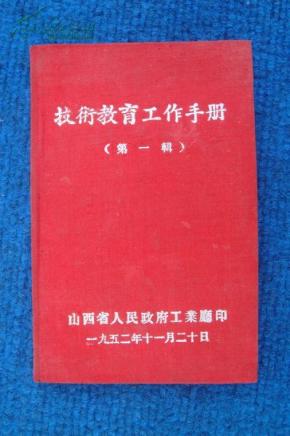 技術教育工作手册
（第一輯）
山西省人民政府工業廳印
一九五二年十一月二十日